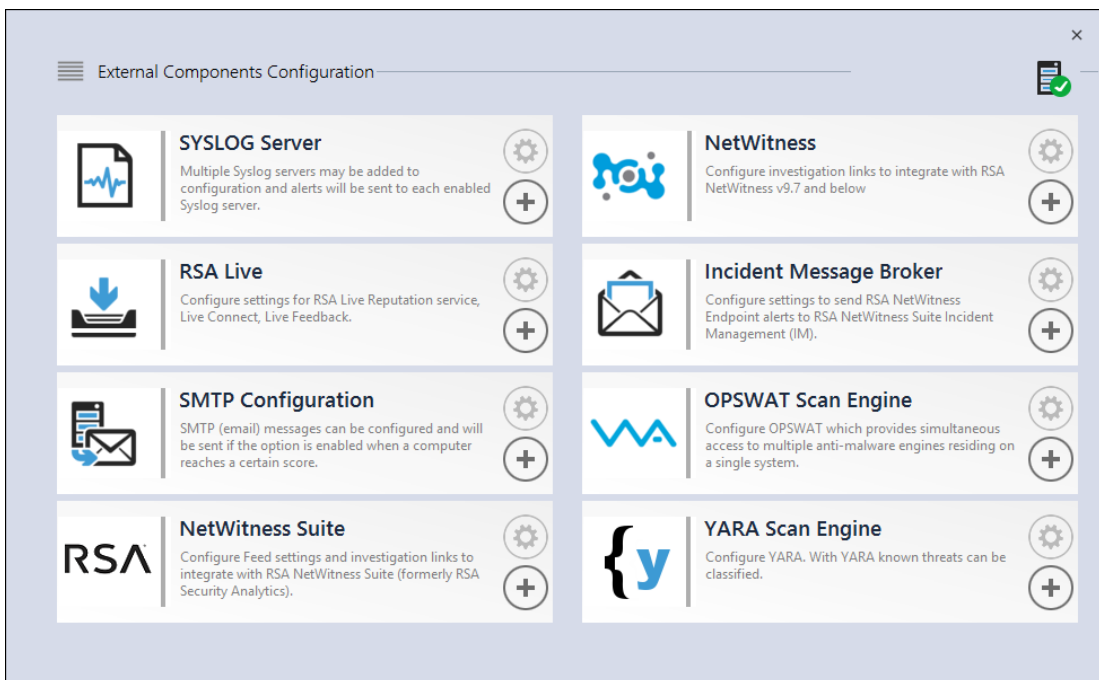 External Components Configuration
SYSLOG Server
Multiple Syslog servers may be added to
configuration and alerts will be sent to each enabled
Syslog server.
NetWitness
Configure investigation links to integrate with RSA
NetWitness v9.7 and below
RSA Live
Configure settings for RSA Live Reputation service,
Live Connect, Live Feedback.
Incident Message Broker
Configure settings to send RSA NetWitness
Endpoint alerts to RSA NetWitness Suite Incident
Management (IM).
SMTP Configuration
SMTP (email) messages can be configured and will
be sent if the option is enabled when a computer
reaches a certain score.
OPSWAT Scan Engine
Configure OPSWAT which provides simultaneous
access to multiple anti-malware engines residing on
a single system.
RSA
NetWitness Suite
Configure Feed settings and investigation links to
integrate with RSA NetWitness Suite (formerly RSA
Security Analytics).
{y
YARA Scan Engine
Configure YARA. With YARA known threats can be
classified.